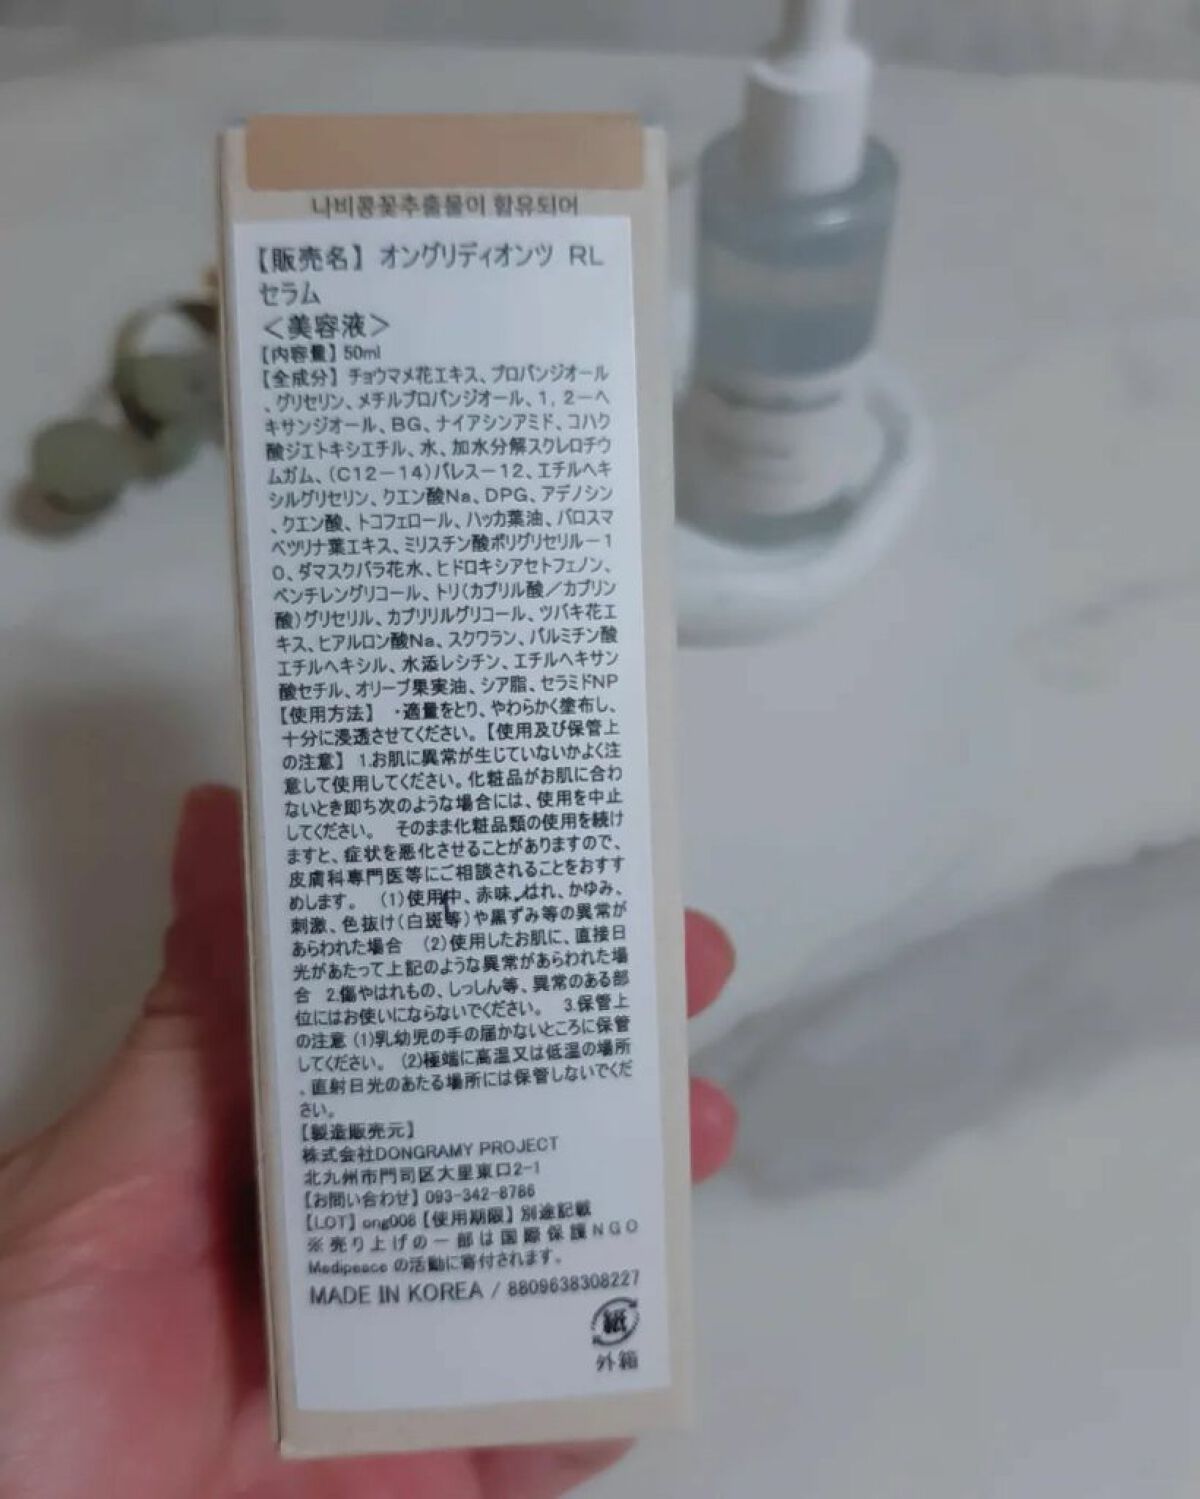 나비콩꽃추출물이 함유되어
【販売名】 オングリディオンツ RL
セラム
＜美容液＞
【内容量】50ml
【全成分】チョウマメ花エキス、プロパンジオール
、グリセリン、メチルプロパンジオール、1，2－ヘ
キサンジオール、BG、ナイアシンアミド、コハク
酸ジエトキシエチル、水、加水分解スクレロチウ
ムガム、（C12－14）パレス－12、エチルヘキ
シルグリセリン、クエン酸Na、DPG、アデノシン
、クエン酸、トコフェロール、ハッカ葉油、バロスマ
ベツリナ葉エキス、ミリスチン酸ポリグリセリル－1
0、ダマスクバラ花水、ヒドロキシアセトフェノン、
ペンチレングリコール、トリ（カプリル酸／カプリン
酸）グリセリル、カプリリルグリコール、ツバキ花エ
キス、ヒアルロン酸Na、スクワラン、パルミチン酸
エチルヘキシル、水添レシチン、エチルヘキサン
酸セチル、オリーブ果実油、シア脂、セラミドNP
【使用方法】 ・適量をとり、やわらかく塗布し、
十分に浸透させてください。【使用及び保管上
の注意】 1.お肌に異常が生じていないかよく注
意して使用してください。化粧品がお肌に合わ
ないとき即ち次のような場合には、使用を中止
してください。 そのまま化粧品類の使用を続け
ますと、症状を悪化させることがありますので、
皮膚科専門医等にご相談されることをおすす
めします。 （1）使用中、赤味、はれ、かゆみ、
刺激、色抜け（白斑等）や黒ずみ等の異常が
あらわれた場合 （2）使用したお肌に、直接日
光があたって上記のような異常があらわれた場
合 2.傷やはれもの、しっしん等、異常のある部
位にはお使いにならないでください。 3.保管上
の注意（1）乳幼児の手の届かないところに保管
してください。 （2）極端に高温又は低温の場所
、直射日光のあたる場所には保管しないでくだ
さい。
【製造販売元】
株式会社DONGRAMY PROJECT
北九州市門司区大里東口2-1
【お問い合わせ】093-342-8786
【LOT】ong008【使用期限】別途記載
※売り上げの一部は国際保護NGO
Medipeace の活動に寄付されます。
MADE IN KOREA / 8809638308227
外箱